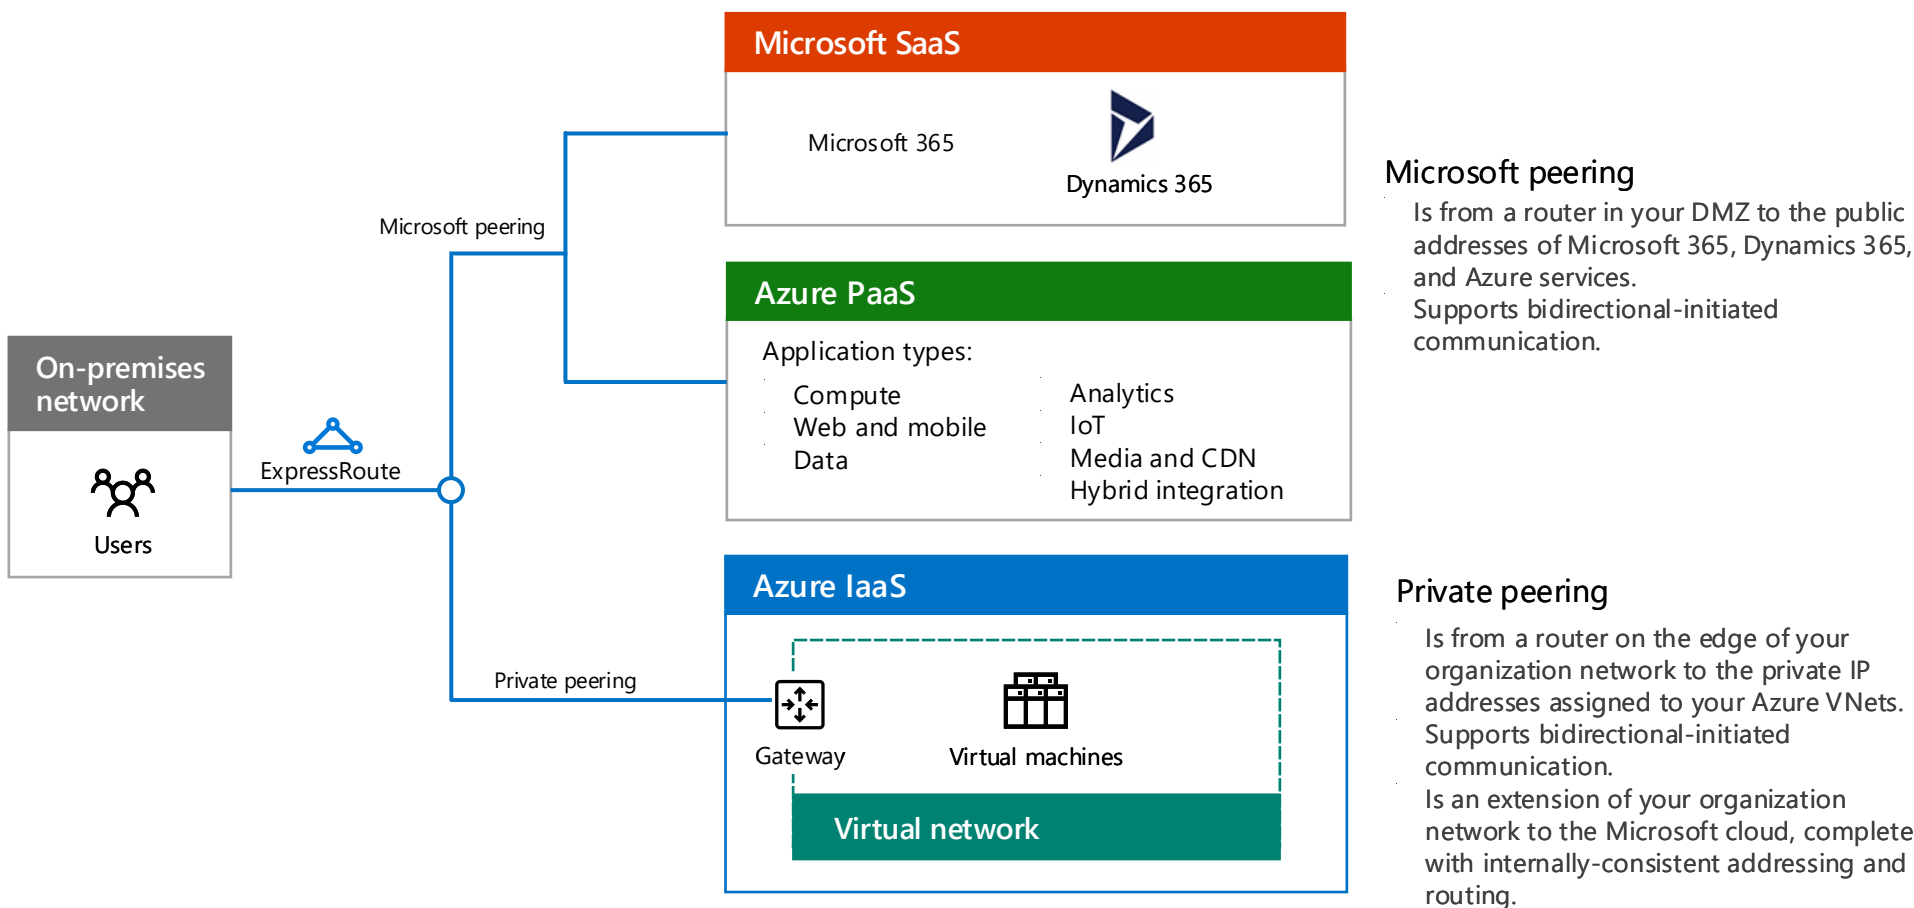 Microsoft SaaS
Microsoft 365
Dynamics 365
Microsoft peering
Azure PaaS
Application types:
Compute
Web and mobile
Data
Analytics
IoT
Media and CDN
Hybrid integration
On-premises
network
Users
ExpressRoute
Azure IaaS
Private peering
Gateway
Virtual machines
Virtual network
Microsoft peering
Is from a router in your DMZ to the public
addresses of Microsoft 365, Dynamics 365,
and Azure services.
Supports bidirectional-initiated
communication.
Private peering
Is from a router on the edge of your
organization network to the private IP
addresses assigned to your Azure VNets.
Supports bidirectional-initiated
communication.
Is an extension of your organization
network to the Microsoft cloud, complete
with internally-consistent addressing and
routing.